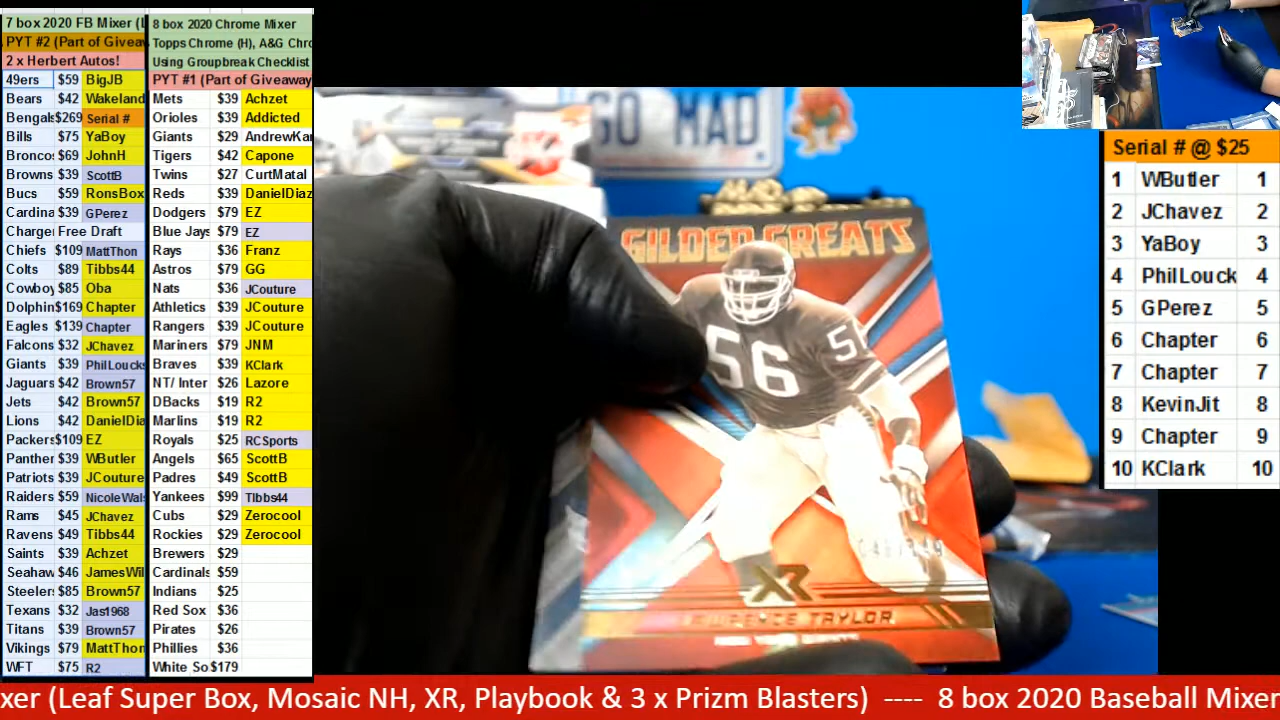 7 box 2020 FB Mixer (L
PYT #2 (Part of Giveav
2 x Herbert Autos!
49ers $59 BigJB
Bears $42 Wakeland
Bengals $269 Serial #
Bills $75 YaBoy
Broncos $69 JohnH
Browns $39 ScottB
Bucs $59 RonsBox
Cardina $39 GPerez
Charger Free Draft
Chiefs $109 MattThon
Colts $89 Tibbs44
Cowboy $85 Oba
Dolphin $169 Chapter
Eagles $139 Chapter
Falcons $32 JChavez
Giants $39 PhilLoucks
Jaguars $42 Brown57
Jets $42 Brown57
Lions $42 DanielDia
Packers $109 EZ
Panther $39 WButler
Patriots $39 JCouture
Raiders $59 NicoleWals
Rams $45 JChavez
Ravens $49 Tibbs44
Saints $39 Achzet
Seahaw $46 JamesWil
Steelers $85 Brown57
Texans $32 Jas1968
Titans $39 Brown57
Vikings $79 MattThon
WFT $75 R2
8 box 2020 Chrome Mixer
Topps Chrome (H), A&G Chro
Using Groupbreak Checklist
PYT #1 (Part of Giveaway
Mets $39 Achzet
Orioles $39 Addicted
Giants $29 AndrewKar
Tigers $42 Capone
Twins $27 CurtMatal
Reds $39 DanielDiaz
Dodgers $79 EZ
Blue Jays $79 EZ
Rays $36 Franz
Astros $79 GG
Nats $36 JCouture
Athletics $39 JCouture
Rangers $39 JCouture
Mariners $79 JNM
Braves $39 KClark
NT/ Inter $26 Lazore
DBacks $19 R2
Marlins $19 R2
Royals $25 RCSports
Angels $65 ScottB
Padres $49 ScottB
Yankees $99 TIbbs44
Cubs $29 Zerocool
Rockies $29 Zerocool
Brewers $29
Cardinals $59
Indians $25
Red Sox $36
Pirates $26
Phillies $36
White So $179
GO MAD
GILDED GREATS
56
XR
LAWRENCE TAYLOR
Serial # @ $25
1 WButler 1
2 JChavez 2
3 YaBoy 3
4 PhilLouck 4
5 GPerez 5
6 Chapter 6
7 Chapter 7
8 KevinJit 8
9 Chapter 9
10 KClark 10
xer (Leaf Super Box, Mosaic NH, XR, Playbook & 3 x Prizm Blasters) ---- 8 box 2020 Baseball Mixer